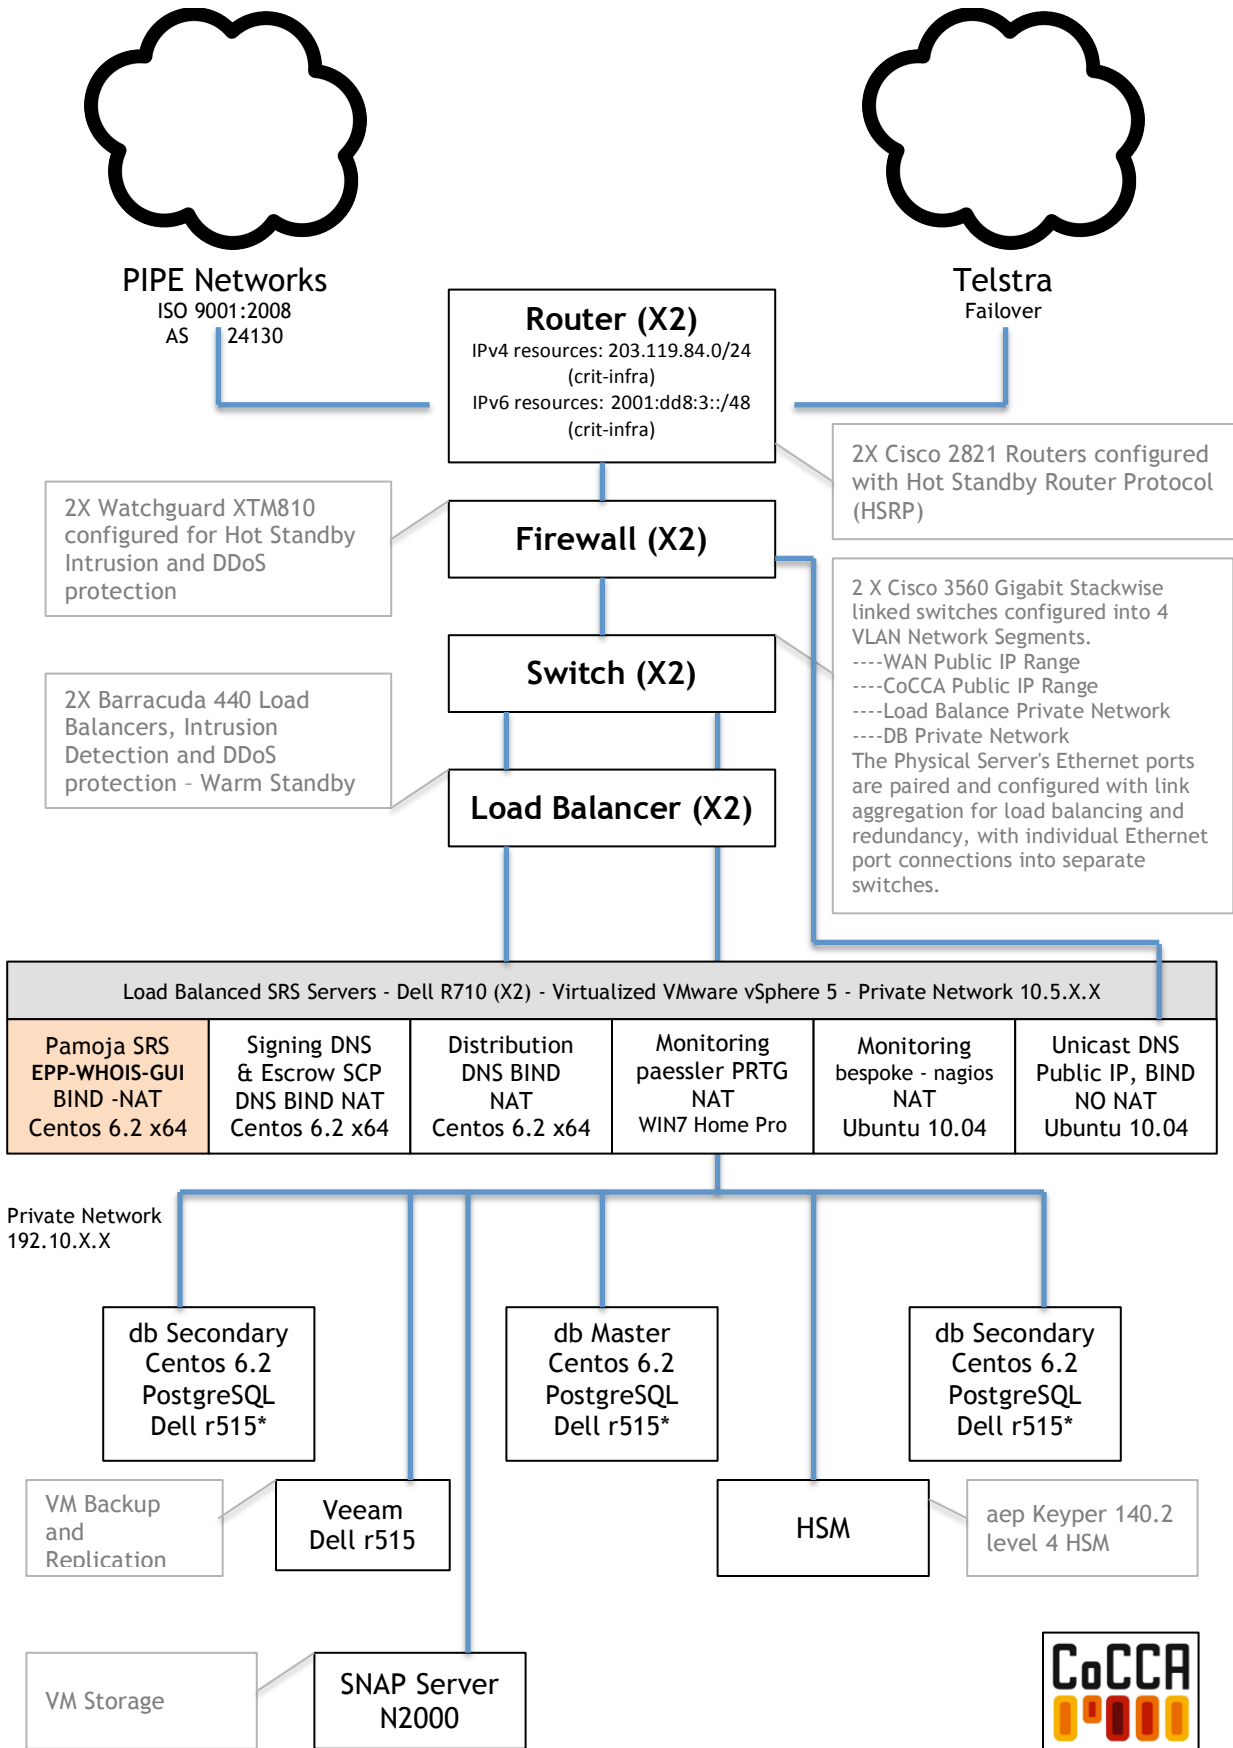 PIPE Networks
ISO 9001:2008
AS 24130
Telstra
Failover
Router (X2)
IPv4 resources: 203.119.84.0/24
(crit-infra)
IPv6 resources: 2001:dd8:3::/48
(crit-infra)
2X Cisco 2821 Routers configured
with Hot Standby Router Protocol
(HSRP)
2X Watchguard XTM810
configured for Hot Standby
Intrusion and DDoS
protection
Firewall (X2)
2 X Cisco 3560 Gigabit Stackwise
linked switches configured into 4
VLAN Network Segments.
----WAN Public IP Range
----CoCCA Public IP Range
----Load Balance Private Network
----DB Private Network
The Physical Server's Ethernet ports
are paired and configured with link
aggregation for load balancing and
redundancy, with individual Ethernet
port connections into separate
switches.
Switch (X2)
2X Barracuda 440 Load
Balancers, Intrusion
Detection and DDoS
protection – Warm Standby
Load Balancer (X2)
Load Balanced SRS Servers - Dell R710 (X2) - Virtualized VMware vSphere 5 - Private Network 10.5.X.X
Pamoja SRS
EPP-WHOIS-GUI
BIND -NAT
Centos 6.2 x64
Signing DNS
& Escrow SCP
DNS BIND NAT
Centos 6.2 x64
Distribution
DNS BIND
NAT
Centos 6.2 x64
Monitoring
paessler PRTG
NAT
WIN7 Home Pro
Monitoring
bespoke - nagios
NAT
Ubuntu 10.04
Unicast DNS
Public IP, BIND
NO NAT
Ubuntu 10.04
Private Network
192.10.X.X
db Secondary
Centos 6.2
PostgreSQL
Dell r515*
db Master
Centos 6.2
PostgreSQL
Dell r515*
db Secondary
Centos 6.2
PostgreSQL
Dell r515*
VM Backup
and
Replication
Veeam
Dell r515
HSM
aep Keyper 140.2
level 4 HSM
VM Storage
SNAP Server
N2000
CoCCA